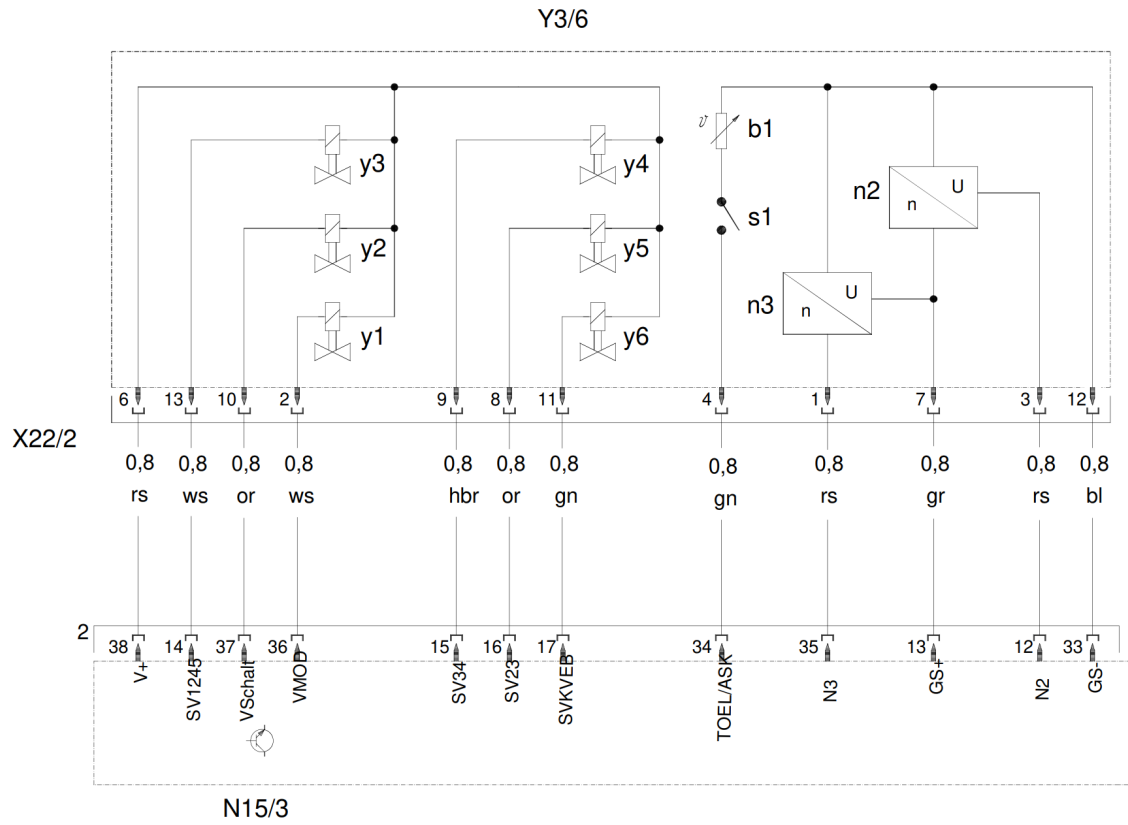 Y3/6
ϑ b1
y3 y4
n2 U n
s1
y2 y5
n3 U n
y1 y6
6 13 10 2 9 8 11 4 1 7 3 12
X22/2
0,8 0,8 0,8 0,8 0,8 0,8 0,8 0,8 0,8 0,8 0,8 0,8
rs ws or ws hbr or gn gn rs gr rs bl
2
38 14 37 36 15 16 17 34 35 13 12 33
V+ SV1245 VSchalt VMOD SV34 SV23 SVKVEB TOEL/ASK N3 GS+ N2 GS-
N15/3